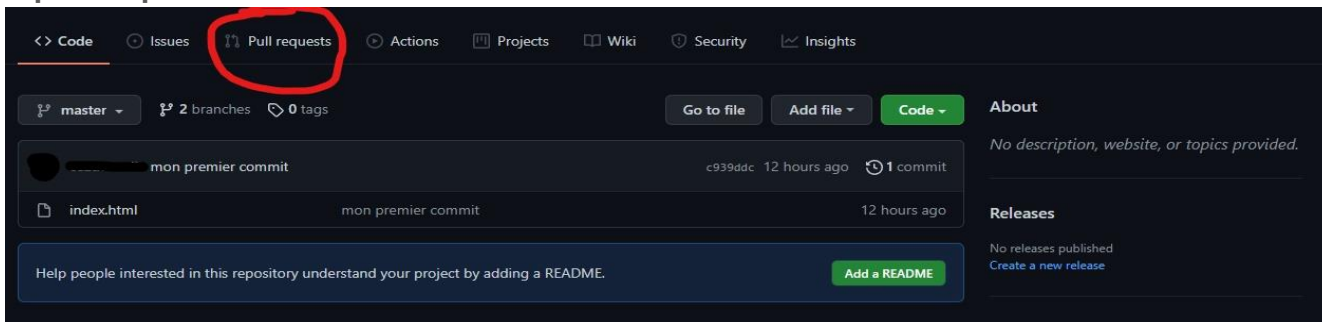 <> Code Issues Pull requests Actions Projects Wiki Security Insights
master 2 branches 0 tags Go to file Add file Code
mon premier commit c939ddc 12 hours ago 1 commit
index.html mon premier commit 12 hours ago
Help people interested in this repository understand your project by adding a README. Add a README
About
No description, website, or topics provided.
Releases
No releases published
Create a new release